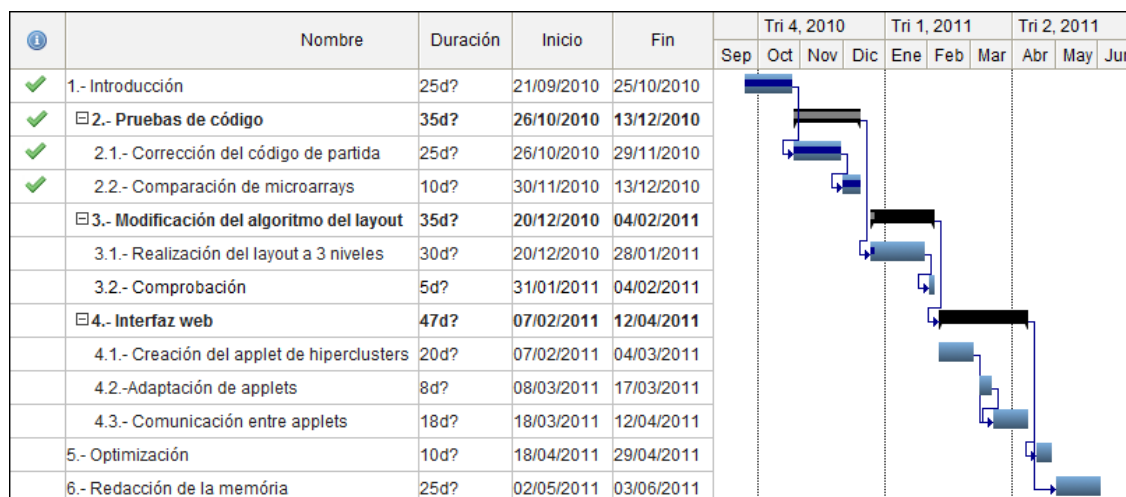 Nombre Duración Inicio Fin Tri 4, 2010 Tri 1, 2011 Tri 2, 2011
Sep Oct Nov Dic Ene Feb Mar Abr May Jun
1.- Introducción 25d? 21/09/2010 25/10/2010
2.- Pruebas de código 35d? 26/10/2010 13/12/2010
2.1.- Corrección del código de partida 25d? 26/10/2010 29/11/2010
2.2.- Comparación de microarrays 10d? 30/11/2010 13/12/2010
3.- Modificación del algoritmo del layout 35d? 20/12/2010 04/02/2011
3.1.- Realización del layout a 3 niveles 30d? 20/12/2010 28/01/2011
3.2.- Comprobación 5d? 31/01/2011 04/02/2011
4.- Interfaz web 47d? 07/02/2011 12/04/2011
4.1.- Creación del applet de hiperclusters 20d? 07/02/2011 04/03/2011
4.2.-Adaptación de applets 8d? 08/03/2011 17/03/2011
4.3.- Comunicación entre applets 18d? 18/03/2011 12/04/2011
5.- Optimización 10d? 18/04/2011 29/04/2011
6.- Redacción de la memória 25d? 02/05/2011 03/06/2011